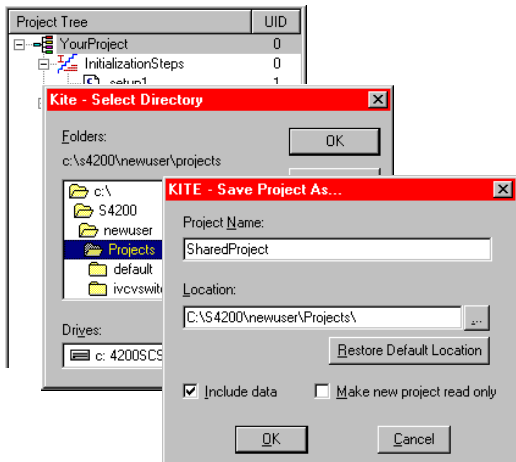 Project Tree UID
YourProject 0
InitializationSteps 0
setup1 1
Kite - Select Directory
Folders:
OK
c:\s4200\newuser\projects
c:\
S4200
newuser
Projects
default
ivcvswitc
Drives:
c: 4200SCS
KITE - Save Project As...
Project Name:
SharedProject
Location:
C:\S4200\newuser\Projects\
...
Restore Default Location
Include data
Make new project read only
OK
Cancel